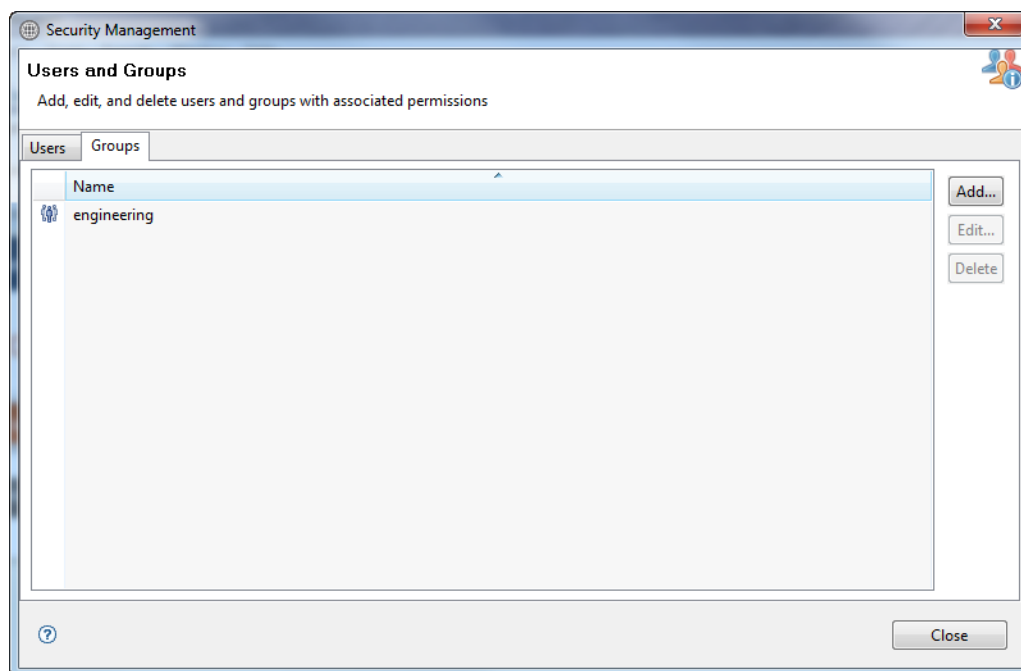 Security Management
Users and Groups
Add, edit, and delete users and groups with associated permissions
Users Groups
Name
Add...
engineering
Edit...
Delete
Close